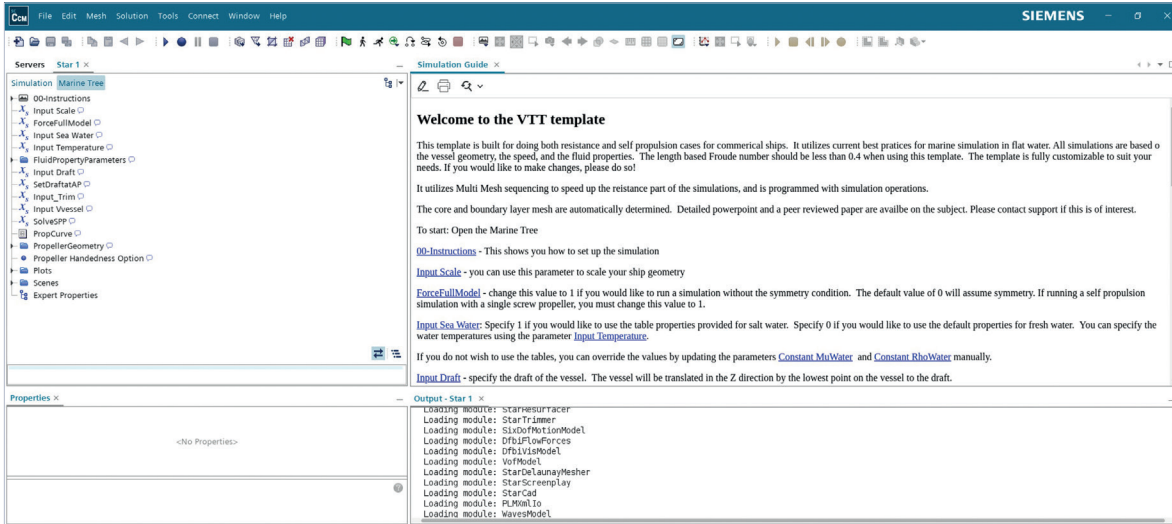 CCM File Edit Mesh Solution Tools Connect Window Help SIEMENS
Servers Star 1 ×
Simulation Marine Tree
00-Instructions
Input Scale
ForceFullModel
Input Sea Water
Input Temperature
FluidPropertyParameters
Input Draft
SetDraftatAP
Input_Trim
Input Vvessel
SolveSPP
PropCurve
PropellerGeometry
Propeller Handedness Option
Plots
Scenes
Expert Properties
Properties ×
<No Properties>
Simulation Guide ×
Welcome to the VTT template
This template is built for doing both resistance and self propulsion cases for commerical ships. It utilizes current best pratices for marine simulation in flat water. All simulations are based o
the vessel geometry, the speed, and the fluid properties. The length based Froude number should be less than 0.4 when using this template. The template is fully customizable to suit your
needs. If you would like to make changes, please do so!
It utilizes Multi Mesh sequencing to speed up the reistance part of the simulations, and is programmed with simulation operations.
The core and boundary layer mesh are automatically determined. Detailed powerpoint and a peer reviewed paper are availbe on the subject. Please contact support if this is of interest.
To start: Open the Marine Tree
00-Instructions - This shows you how to set up the simulation
Input Scale - you can use this parameter to scale your ship geometry
ForceFullModel - change this value to 1 if you would like to run a simulation without the symmetry condition. The default value of 0 will assume symmetry. If running a self propulsion
simulation with a single screw propeller, you must change this value to 1.
Input Sea Water: Specify 1 if you would like to use the table properties provided for salt water. Specify 0 if you would like to use the default properties for fresh water. You can specify the
water temperatures using the parameter Input Temperature.
If you do not wish to use the tables, you can override the values by updating the parameters Constant MuWater and Constant RhoWater manually.
Input Draft - specify the draft of the vessel. The vessel will be translated in the Z direction by the lowest point on the vessel to the draft.
Output - Star 1 ×
Loading module: StarResurfacer
Loading module: StarTrimmer
Loading module: SixDofMotionModel
Loading module: DfbiFlowForces
Loading module: DfbiVisModel
Loading module: VofModel
Loading module: StarDelaunayMesher
Loading module: StarScreenplay
Loading module: StarCad
Loading module: PLMXmlIo
Loading module: WavesModel